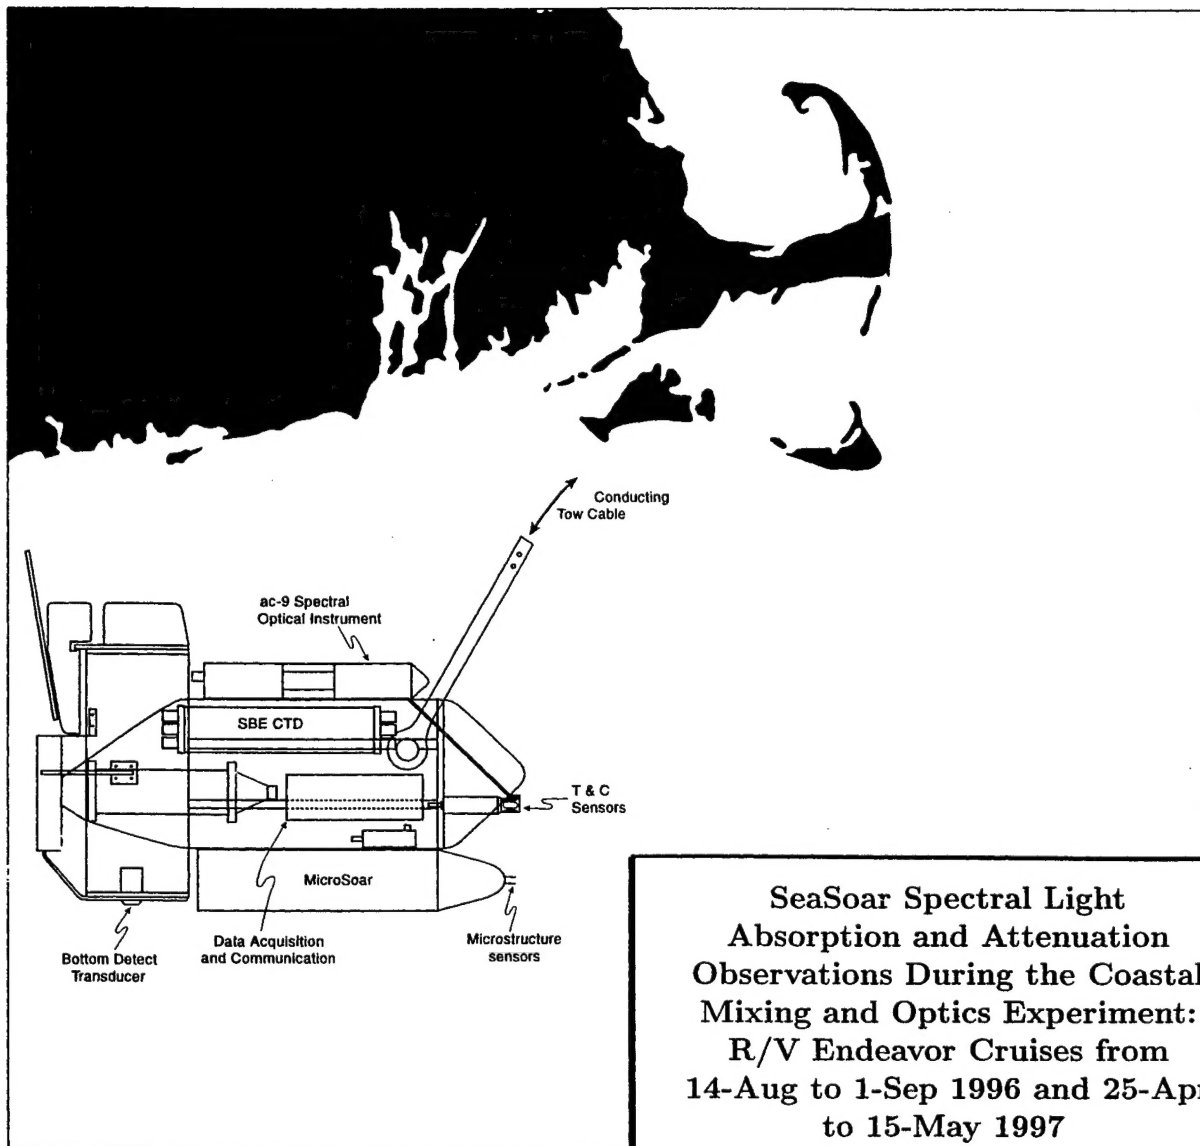 Conducting
Tow Cable
ac-9 Spectral
Optical Instrument
SBE CTD
T & C
Sensors
MicroSoar
Bottom Detect
Transducer
Data Acquisition
and Communication
Microstructure
sensors
SeaSoar Spectral Light
Absorption and Attenuation
Observations During the Coastal
Mixing and Optics Experiment:
R/V Endeavor Cruises from
14-Aug to 1-Sep 1996 and 25-Apr
to 15-May 1997